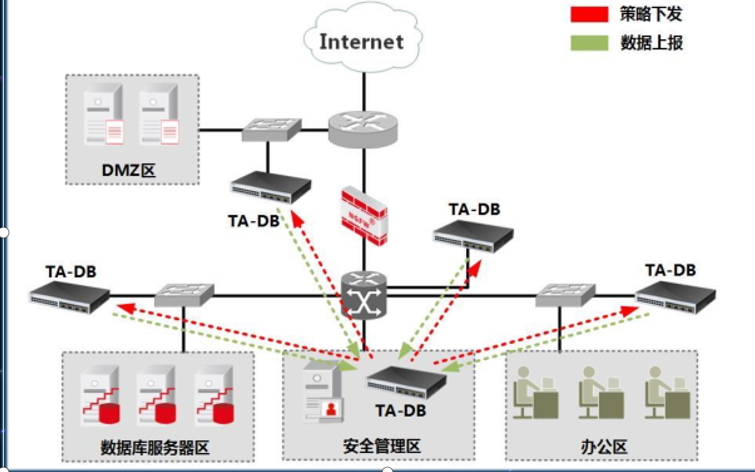 Internet
策略下发
数据上报
DMZ区
TA-DB
NGFW®
TA-DB
TA-DB
TA-DB
TA-DB
数据库服务器区
安全管理区
办公区